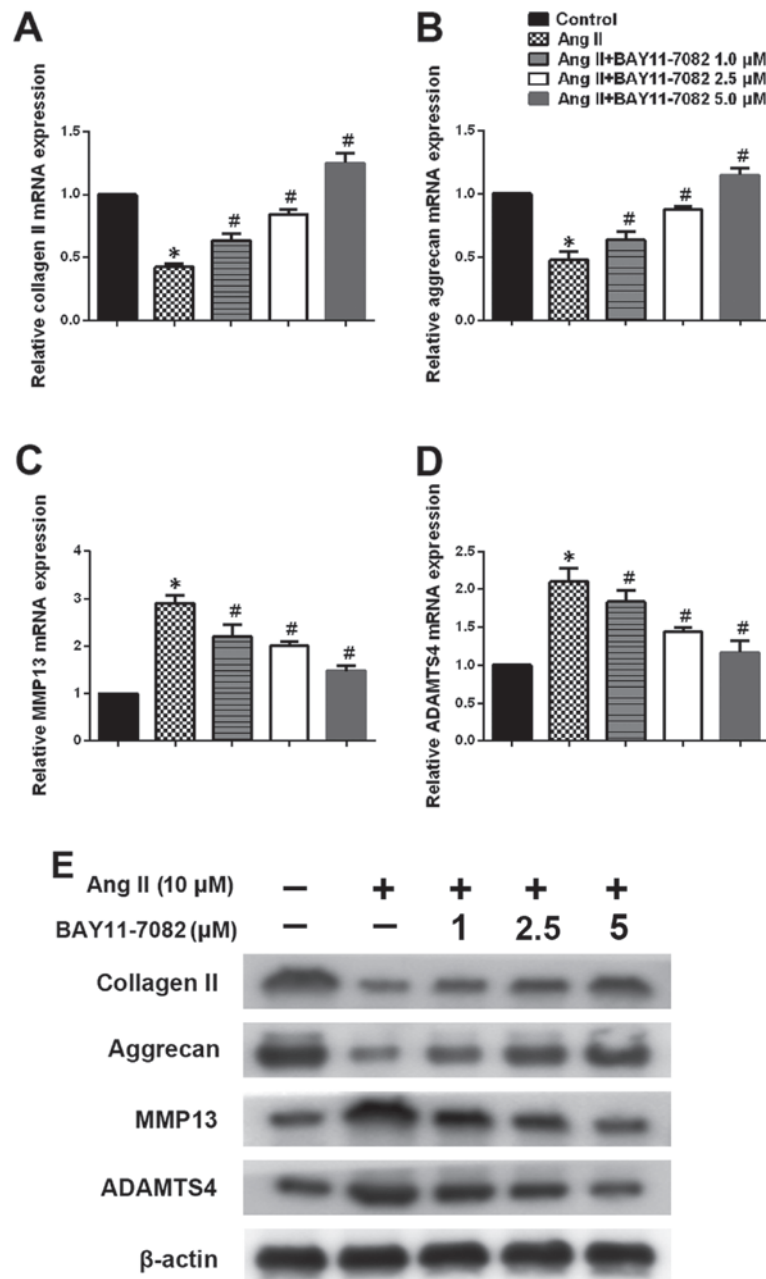 A
B
Control
Ang II
Ang II+BAY11-7082 1.0 μM
Ang II+BAY11-7082 2.5 μM
Ang II+BAY11-7082 5.0 μM
Relative collagen II mRNA expression
1.5
1.0
0.5
0.0
* # # #
Relative aggrecan mRNA expression
1.5
1.0
0.5
0.0
* # # #
C
D
Relative MMP13 mRNA expression
4
3
2
1
0
* # # #
Relative ADAMTS4 mRNA expression
2.5
2.0
1.5
1.0
0.5
0.0
* # # #
E
Ang II (10 μM) − + + + +
BAY11-7082 (μM) − − 1 2.5 5
Collagen II
Aggrecan
MMP13
ADAMTS4
β-actin